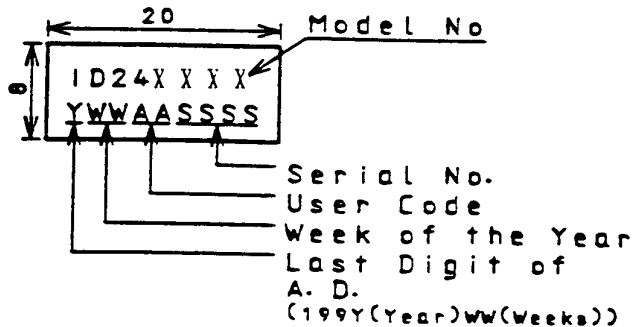 20
Model No
8
1D24XXXX
YWWAASSSS
Serial No.
User Code
Week of the Year
Last Digit of
A. D.
(199Y(Year)WW(Weeks))